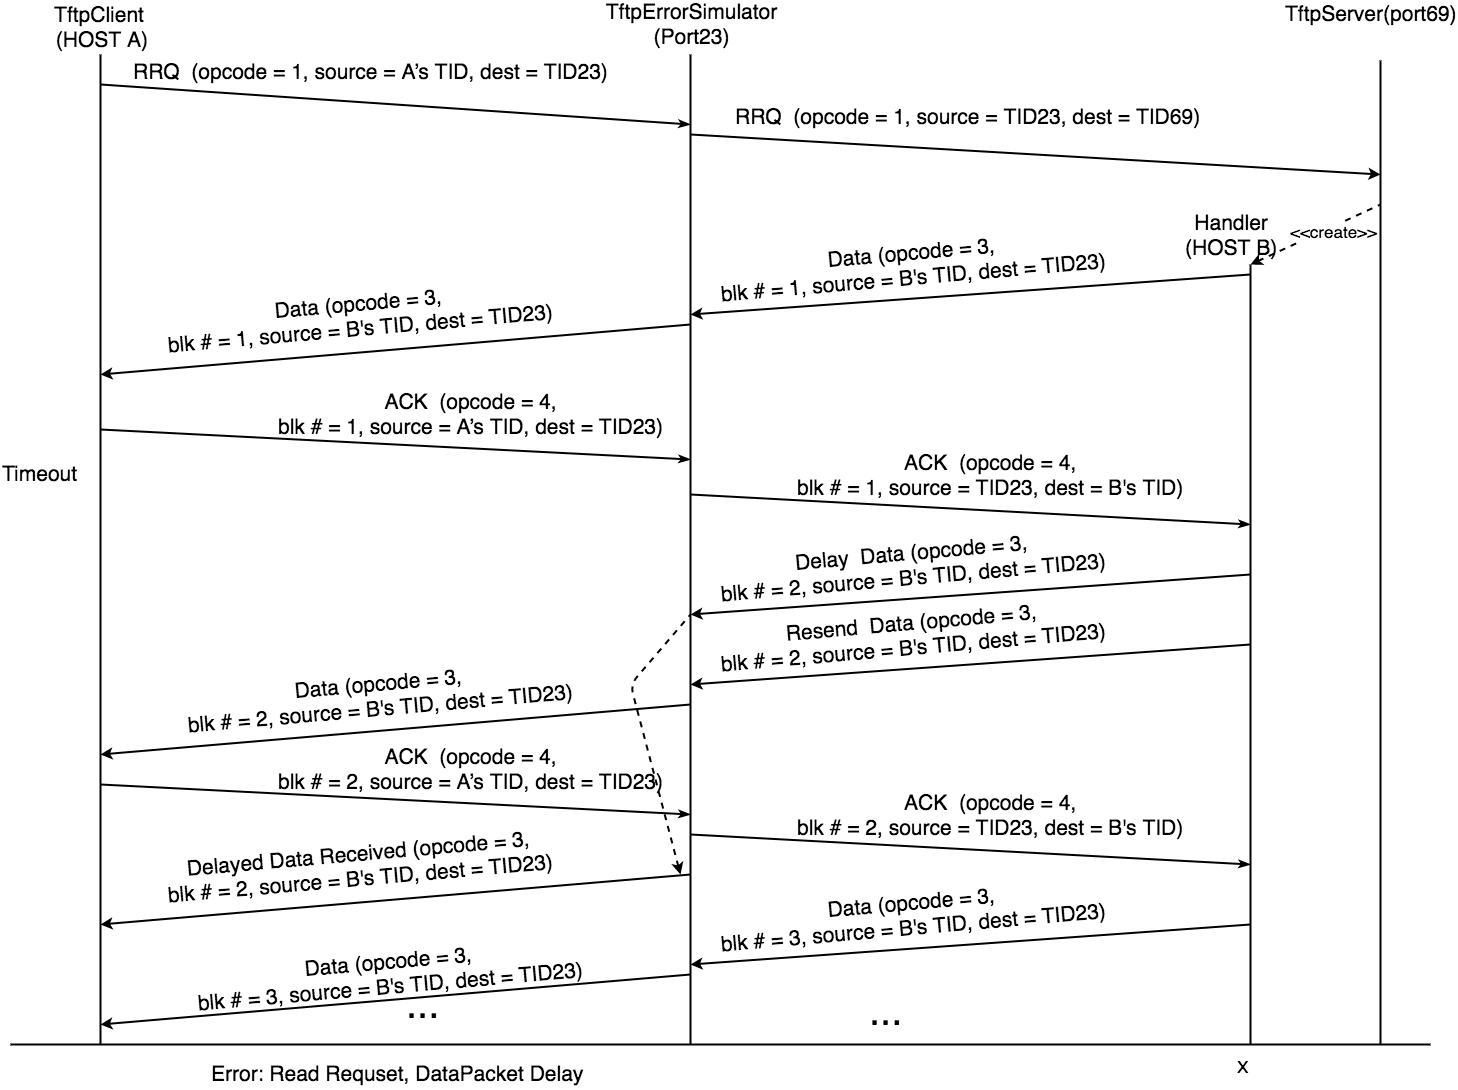 TftpClient
(HOST A)
TftpErrorSimulator
(Port23)
TftpServer(port69)
RRQ  (opcode = 1, source = A's TID, dest = TID23)
RRQ  (opcode = 1, source = TID23, dest = TID69)
Handler
(HOST B)
<<create>>
Data (opcode = 3,
blk # = 1, source = B's TID, dest = TID23)
Data (opcode = 3,
blk # = 1, source = B's TID, dest = TID23)
ACK  (opcode = 4,
blk # = 1, source = A's TID, dest = TID23)
Timeout
ACK  (opcode = 4,
blk # = 1, source = TID23, dest = B's TID)
Delay  Data (opcode = 3,
blk # = 2, source = B's TID, dest = TID23)
Resend  Data (opcode = 3,
blk # = 2, source = B's TID, dest = TID23)
Data (opcode = 3,
blk # = 2, source = B's TID, dest = TID23)
ACK  (opcode = 4,
blk # = 2, source = A's TID, dest = TID23)
ACK  (opcode = 4,
blk # = 2, source = TID23, dest = B's TID)
Delayed Data Received (opcode = 3,
blk # = 2, source = B's TID, dest = TID23)
Data (opcode = 3,
blk # = 3, source = B's TID, dest = TID23)
Data (opcode = 3,
blk # = 3, source = B's TID, dest = TID23)
...
...
x
Error: Read Requset, DataPacket Delay